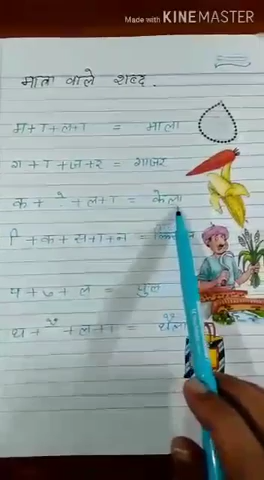 Made with KINEMASTER
मात्रा वाले शब्द.
म+ा+ल+ा = माला
ग+ा+ज+र = गाजर
क+े+ल+ा = केला
ि+क+स+ा+न =
प+ु+ल = पुल
थ+ै+ल+ा = थैला